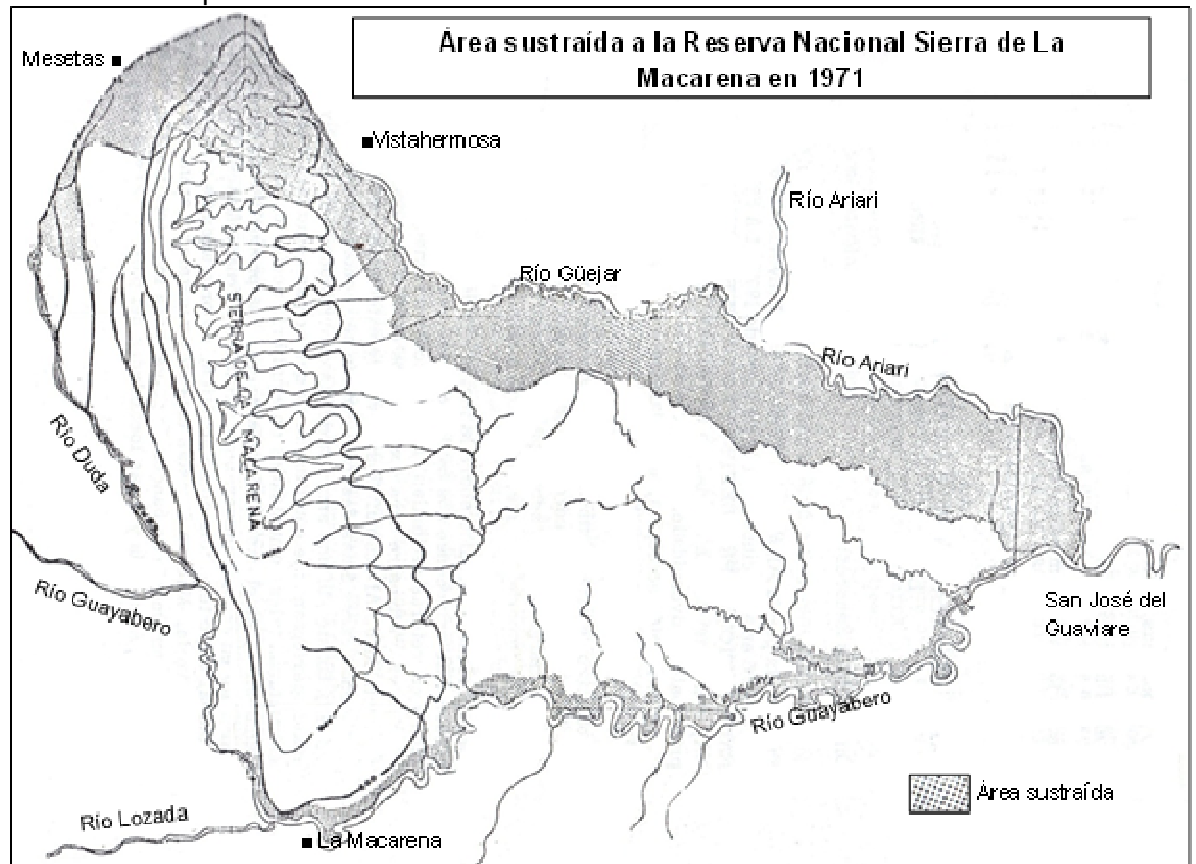 Área sustraída a la Reserva Nacional Sierra de La
Macarena en 1971
Mesetas
Vistahermosa
Río Ariari
Río Güejar
Río Ariari
SIERRA DE LA MACARENA
Río Duda
Río Guayabero
San José del
Guaviare
Río Guayabero
Área sustraída
Río Lozada
La Macarena